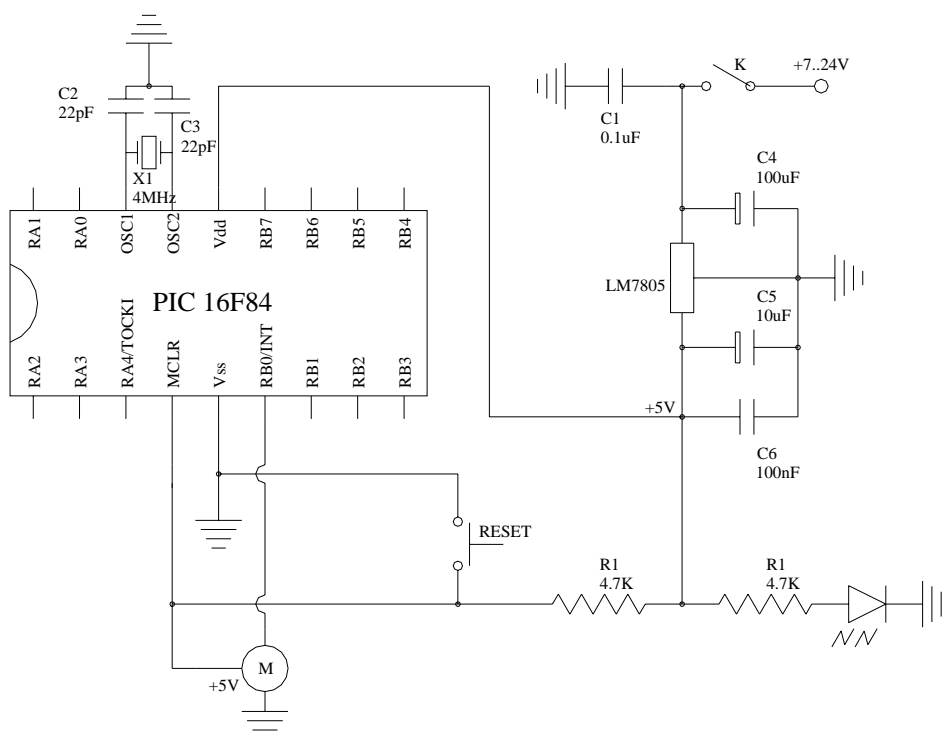 C2
22pF
C3
22pF
X1
4MHz
K
+7..24V
C1
0.1uF
C4
100uF
RA1
RA0
OSC1
OSC2
Vdd
RB7
RB6
RB5
RB4
PIC 16F84
LM7805
C5
10uF
RA2
RA3
RA4/TOCKI
MCLR
Vss
RB0/INT
RB1
RB2
RB3
+5V
C6
100nF
RESET
R1
4.7K
R1
4.7K
M
+5V